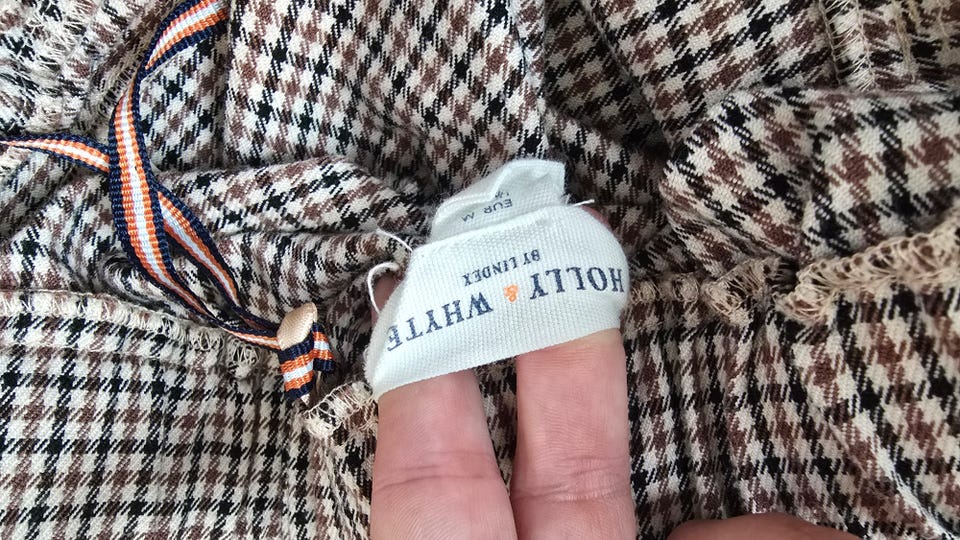 HOLLY & WHYTE
BY LINDEX
EUR M